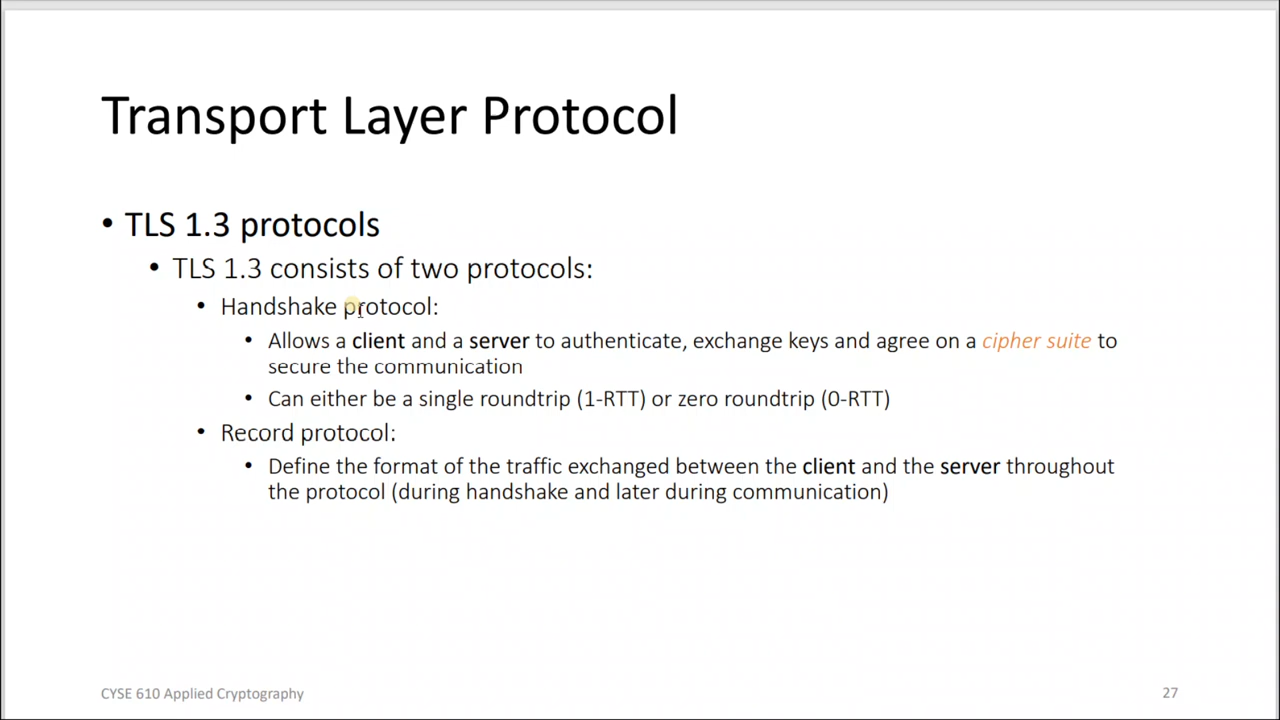 Transport Layer Protocol
• TLS 1.3 protocols
• TLS 1.3 consists of two protocols:
• Handshake protocol:
• Allows a client and a server to authenticate, exchange keys and agree on a cipher suite to
secure the communication
• Can either be a single roundtrip (1-RTT) or zero roundtrip (0-RTT)
• Record protocol:
• Define the format of the traffic exchanged between the client and the server throughout
the protocol (during handshake and later during communication)
CYSE 610 Applied Cryptography
27